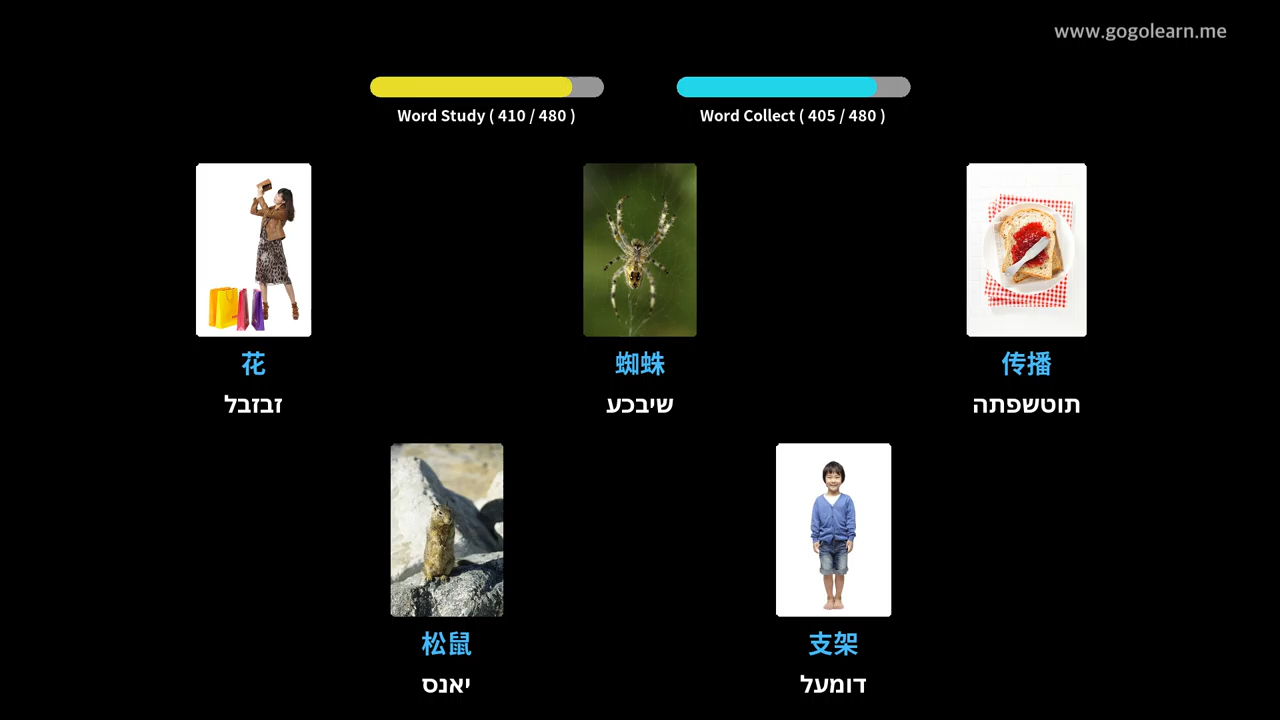 www.gogolearn.me
Word Study ( 410 / 480 )
Word Collect ( 405 / 480 )
花
זבזבל
蜘蛛
שיבכע
传播
תוטשפתה
松鼠
יאנס
支架
דומעל